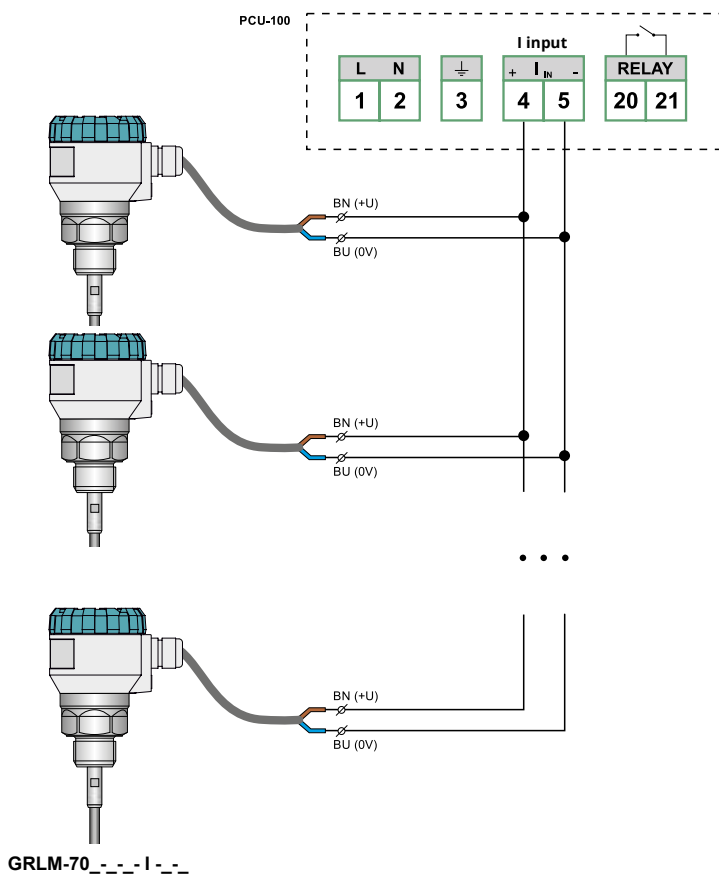 PCU-100
I input
L N
+ I IN -
RELAY
1 2
3
4 5
20 21
BN (+U)
BU (0V)
BN (+U)
BU (0V)
. . .
BN (+U)
BU (0V)
GRLM-70_-_-_-I-_-_